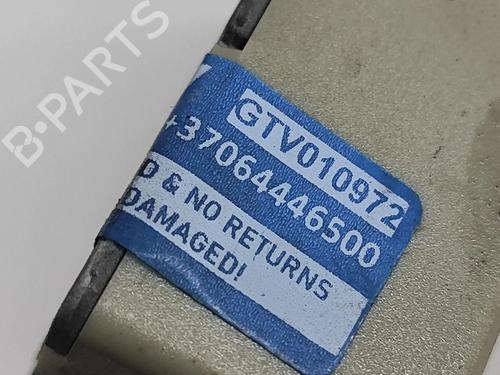 B-PARTS
GTV010972
+37064446500
D & NO RETURNS
DAMAGED!